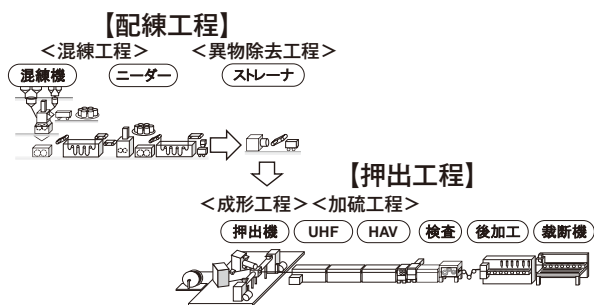 【配練工程】
＜混練工程＞ ＜異物除去工程＞
混練機 ニーダー ストレーナ
【押出工程】
＜成形工程＞＜加硫工程＞
押出機 UHF HAV 検査 後加工 裁断機